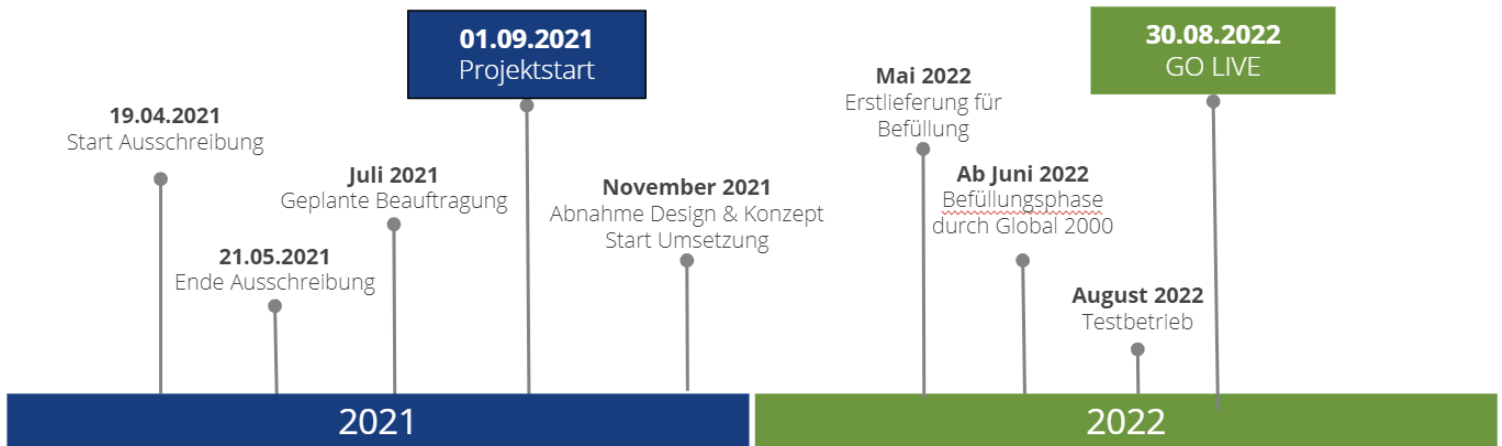 19.04.2021
Start Ausschreibung
21.05.2021
Ende Ausschreibung
Juli 2021
Geplante Beauftragung
01.09.2021
Projektstart
November 2021
Abnahme Design & Konzept
Start Umsetzung
Mai 2022
Erstlieferung für
Befüllung
Ab Juni 2022
Befüllungsphase
durch Global 2000
August 2022
Testbetrieb
30.08.2022
GO LIVE
2021
2022